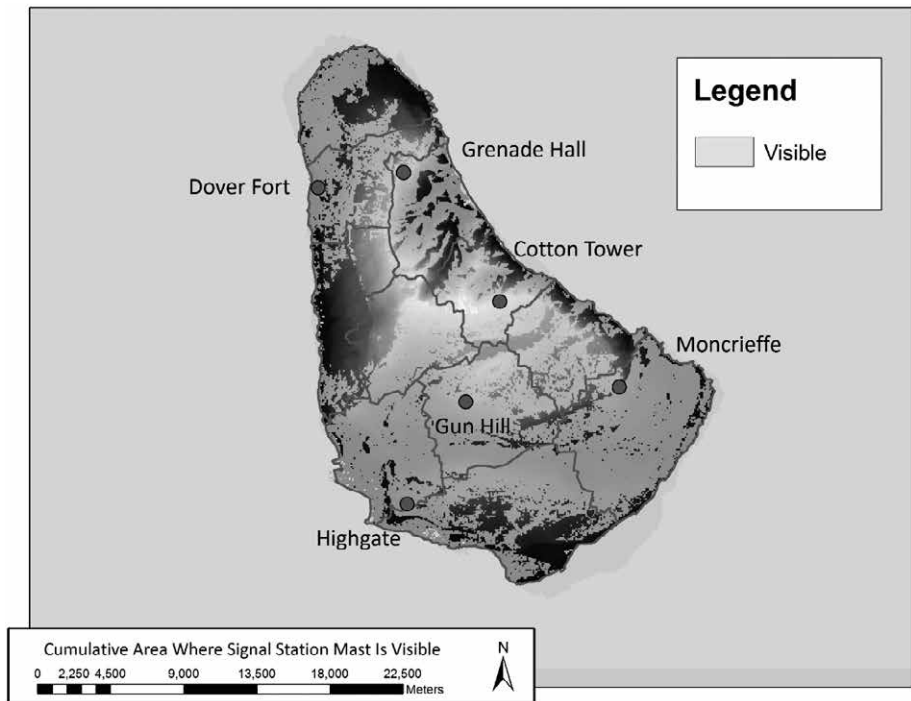 Legend
Visible
Grenade Hall
Dover Fort
Cotton Tower
Moncrieffe
Gun Hill
Highgate
Cumulative Area Where Signal Station Mast Is Visible
N
0 2,250 4,500 9,000 13,500 18,000 22,500
Meters